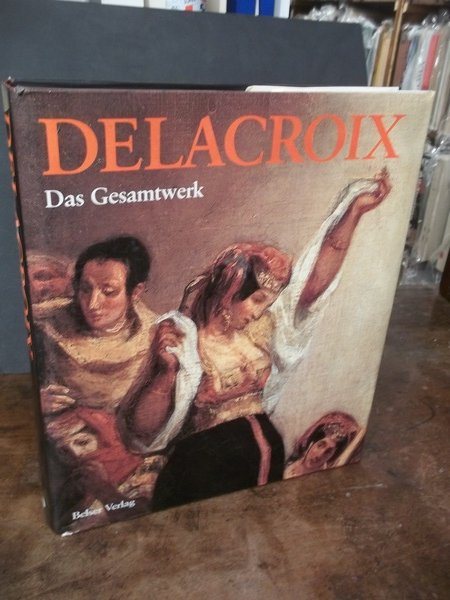 DELACROIX
Das Gesamtwerk
Belser Verlag